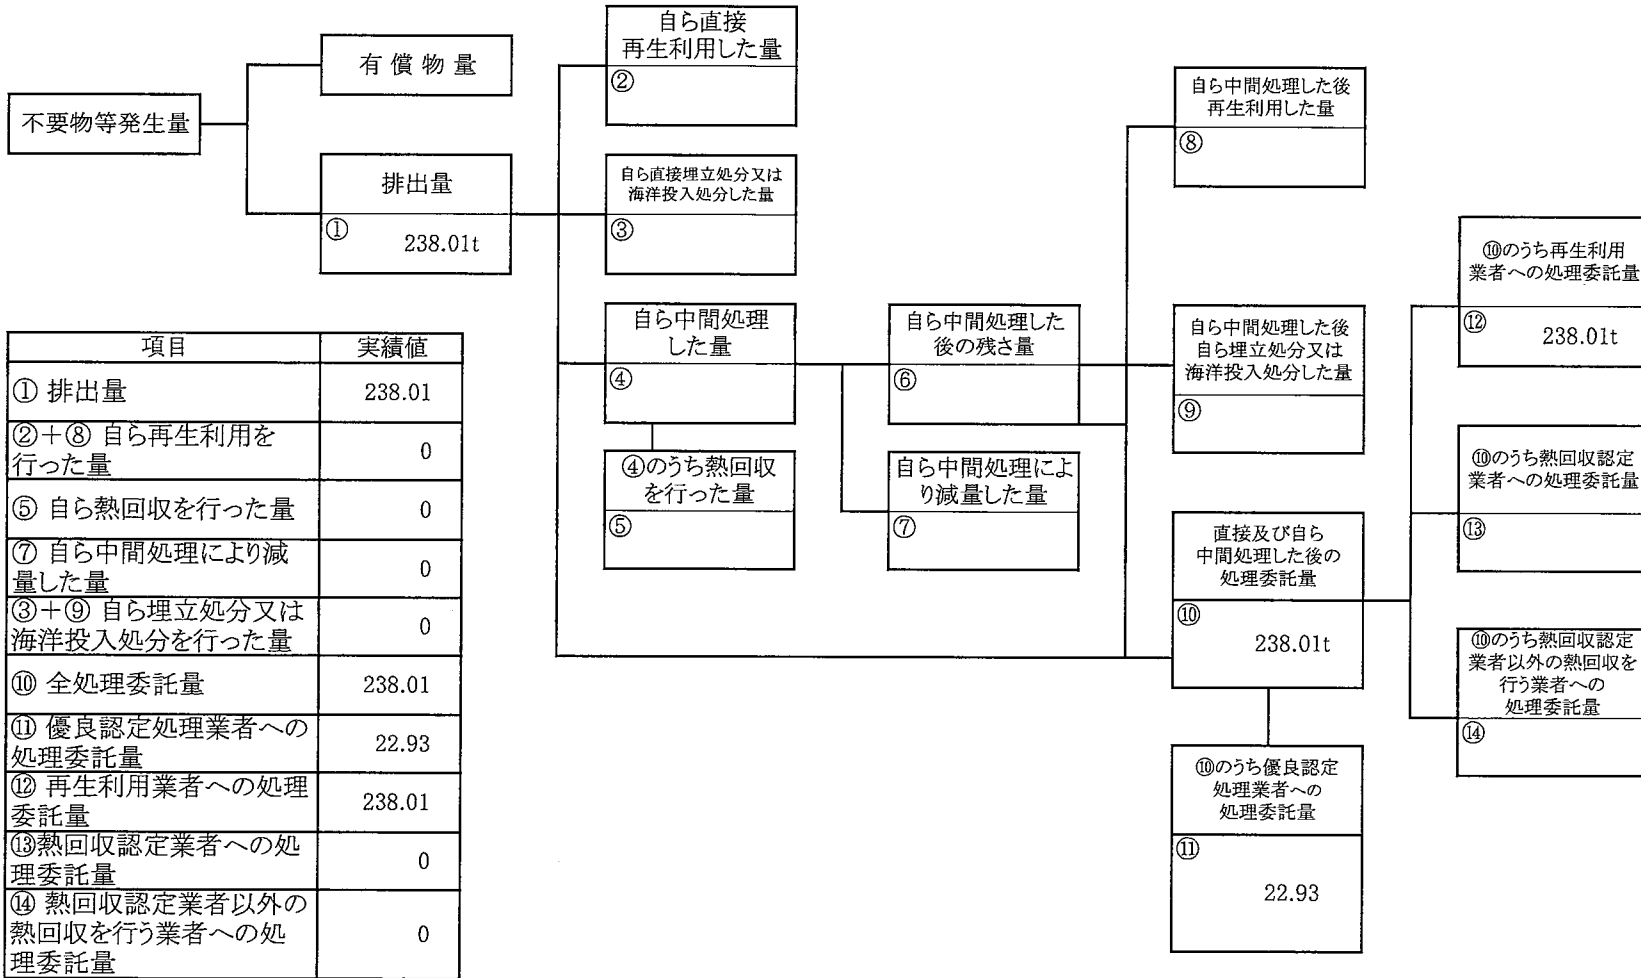 不要物等発生量
有償物量
排出量
①
238.01t
自ら直接
再生利用した量
②
自ら直接埋立処分又は
海洋投入処分した量
③
自ら中間処理
した量
④
④のうち熱回収
を行った量
⑤
自ら中間処理した
後の残さ量
⑥
自ら中間処理によ
り減量した量
⑦
自ら中間処理した後
再生利用した量
⑧
自ら中間処理した後
自ら埋立処分又は
海洋投入処分した量
⑨
直接及び自ら
中間処理した後の
処理委託量
⑩
238.01t
⑩のうち優良認定
処理業者への
処理委託量
⑪
22.93
⑩のうち再生利用
業者への処理委託量
⑫
238.01t
⑩のうち熱回収認定
業者への処理委託量
⑬
⑩のうち熱回収認定
業者以外の熱回収を
行う業者への
処理委託量
⑭
項目 実績値
① 排出量 238.01
②+⑧ 自ら再生利用を
行った量 0
⑤ 自ら熱回収を行った量 0
⑦ 自ら中間処理により減
量した量 0
③+⑨ 自ら埋立処分又は
海洋投入処分を行った量 0
⑩ 全処理委託量 238.01
⑪ 優良認定処理業者への
処理委託量 22.93
⑫ 再生利用業者への処理
委託量 238.01
⑬熱回収認定業者への処
理委託量 0
⑭ 熱回収認定業者以外の
熱回収を行う業者への処
理委託量 0